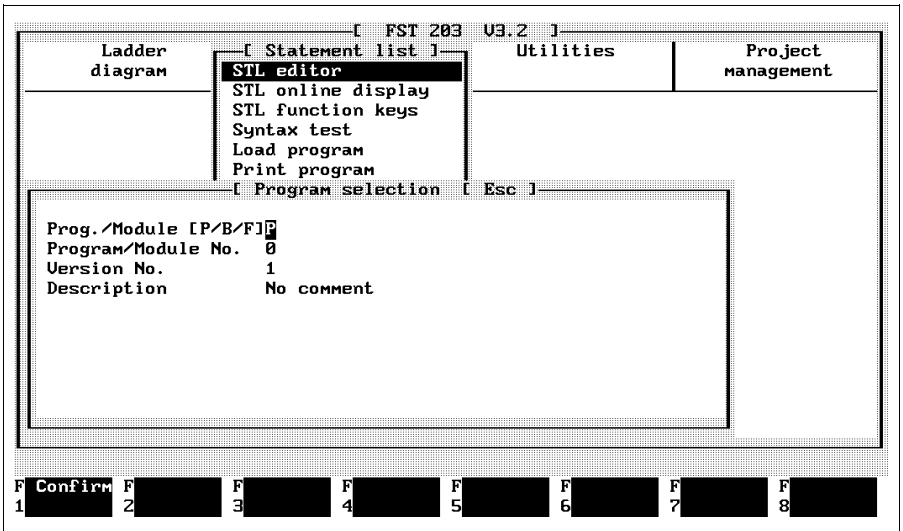 [ FST 203 V3.2 ]
Ladder diagram
[ Statement list ]
Utilities
Project management
STL editor
STL online display
STL function keys
Syntax test
Load program
Print program
[ Program selection [ Esc ]
Prog./Module [P/B/F]P
Program/Module No. 0
Version No. 1
Description No comment
F1 Confirm F2 F3 F4 F5 F6 F7 F8